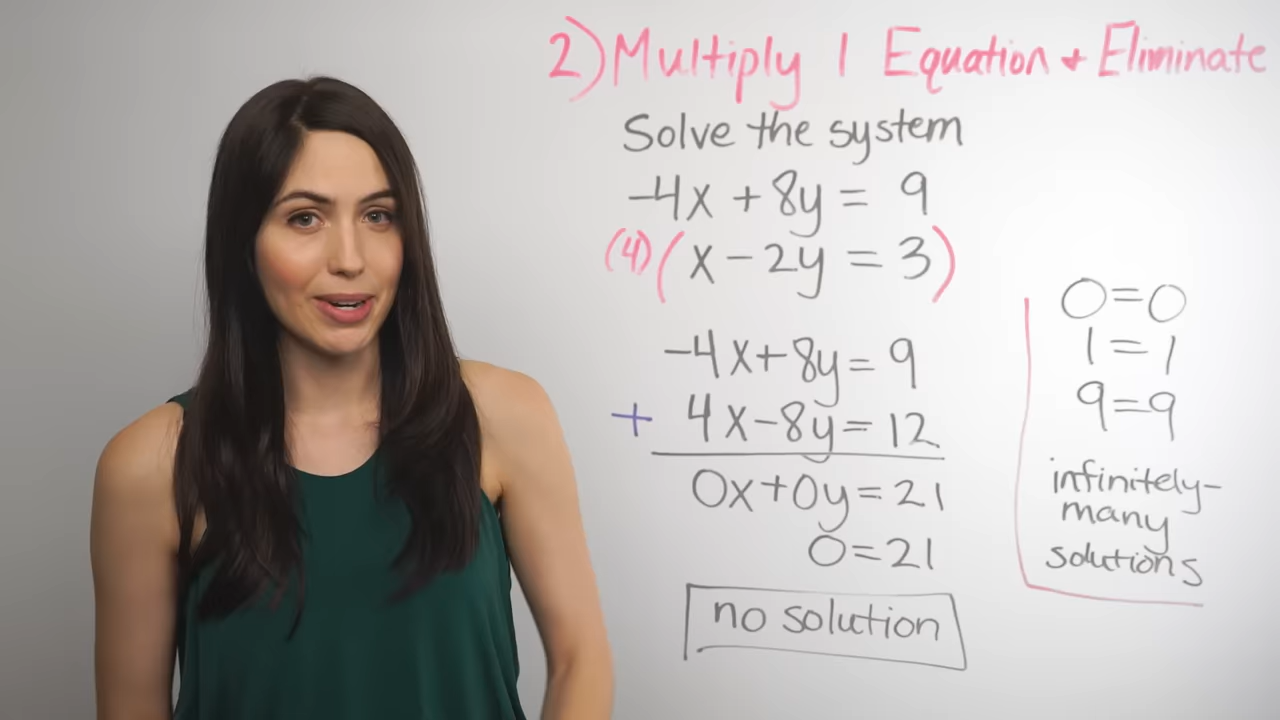 2) Multiply 1 Equation + Eliminate
Solve the system
-4x + 8y = 9
(4)(x - 2y = 3)
-4x + 8y = 9
+ 4x - 8y = 12
0x + 0y = 21
0 = 21
no solution
0 = 0
1 = 1
9 = 9
infinitely-
many
solutions